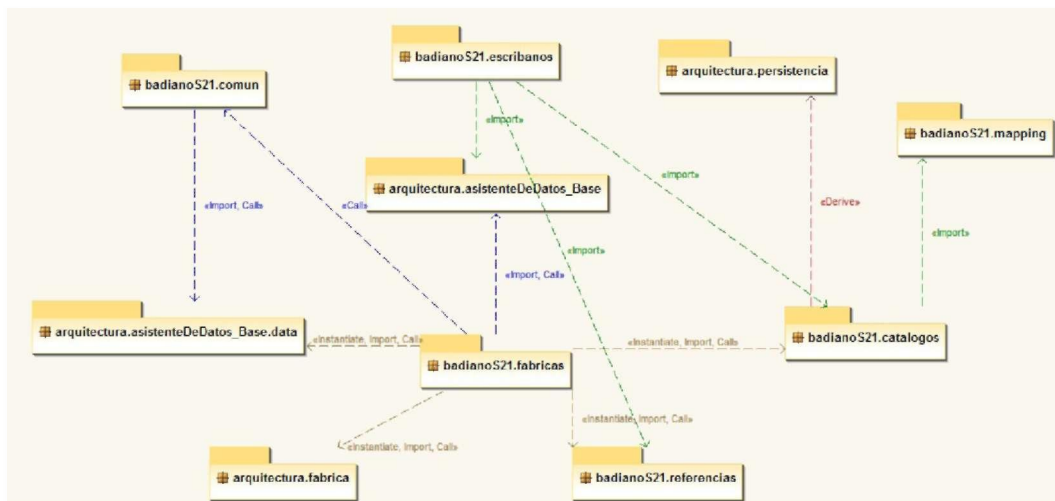 badianoS21.escribanos
badianoS21.comun
arquitectura.persistencia
badianoS21.mapping
«Import»
arquitectura.asistenteDeDatos_Base
«Import»
«Import, Call»
«Call»
«Derive»
«Import»
«Import, Call»
«Import»
arquitectura.asistenteDeDatos_Base.data
«Instantiate, Import, Call»
«Instantiate, Import, Call»
badianoS21.catalogos
badianoS21.fabricas
«Instantiate, Import, Call»
«Instantiate, Import, Call»
arquitectura.fabrica
badianoS21.referencias